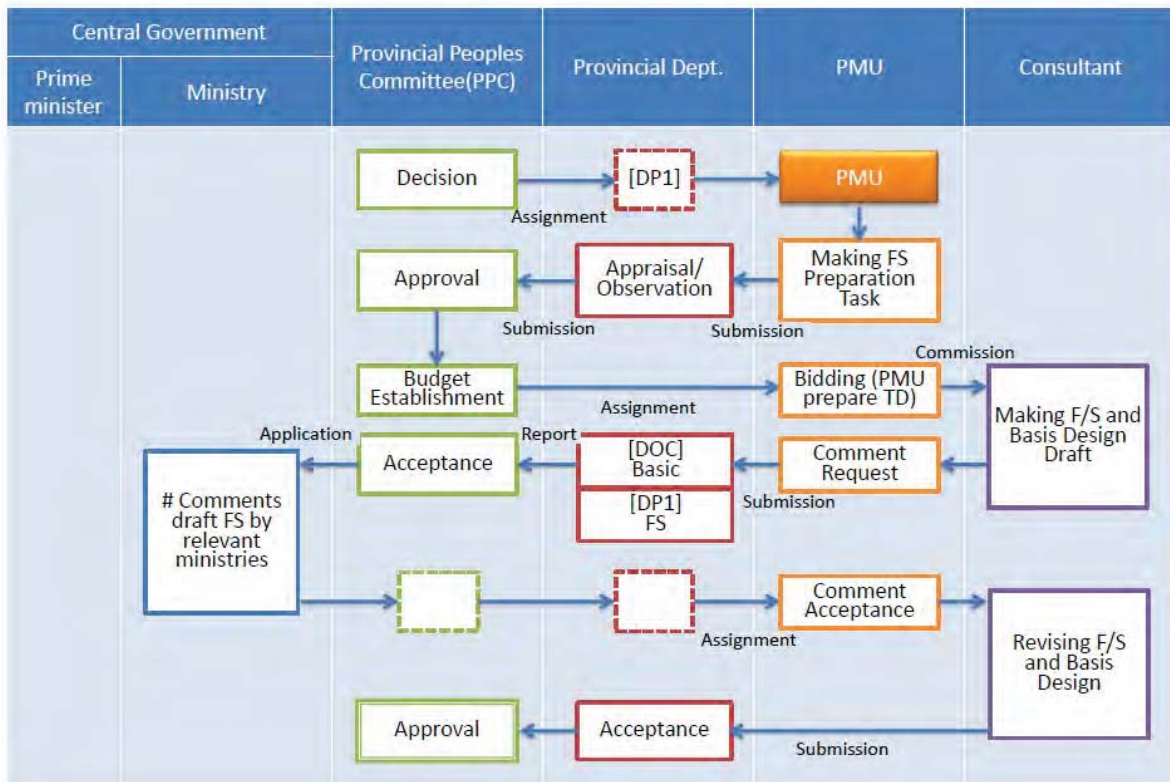 Central Government
Prime
minister
Ministry
Provincial Peoples
Committee(PPC)
Provincial Dept.
PMU
Consultant
Decision
[DP1]
PMU
Assignment
Approval
Appraisal/
Observation
Making FS
Preparation
Task
Submission
Submission
Commission
Budget
Establishment
Assignment
Bidding (PMU
prepare TD)
Making F/S and
Basis Design
Draft
Application
Acceptance
Report
[DOC]
Basic
[DP1]
FS
Comment
Request
Submission
# Comments
draft FS by
relevant
ministries
Assignment
Comment
Acceptance
Revising F/S
and Basis
Design
Approval
Acceptance
Submission